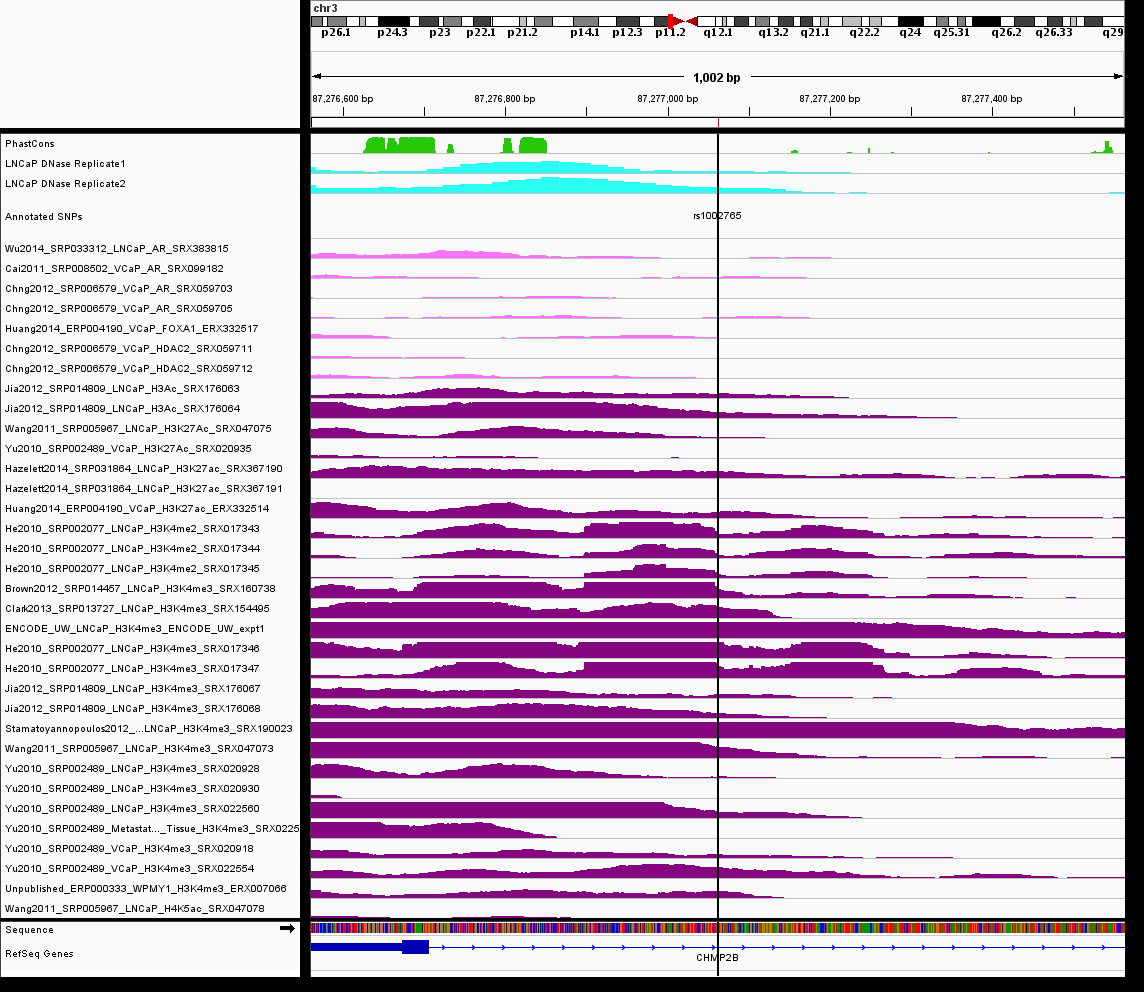 chr3
p26.1 p24.3 p23 p22.1 p21.2 p14.1 p12.3 p11.2 q12.1 q13.2 q21.1 q22.2 q24 q25.31 q26.2 q26.33 q29
1,002 bp
87,276,600 bp 87,276,800 bp 87,277,000 bp 87,277,200 bp 87,277,400 bp
PhastCons
LNCaP DNase Replicate1
LNCaP DNase Replicate2
Annotated SNPs
rs1002765
Wu2014_SRP033312_LNCaP_AR_SRX383815
Cai2011_SRP008502_VCaP_AR_SRX099182
Chng2012_SRP006579_VCaP_AR_SRX059703
Chng2012_SRP006579_VCaP_AR_SRX059705
Huang2014_ERP004190_VCaP_FOXA1_ERX332517
Chng2012_SRP006579_VCaP_HDAC2_SRX059711
Chng2012_SRP006579_VCaP_HDAC2_SRX059712
Jia2012_SRP014809_LNCaP_H3Ac_SRX176063
Jia2012_SRP014809_LNCaP_H3Ac_SRX176064
Wang2011_SRP005967_LNCaP_H3K27Ac_SRX047075
Yu2010_SRP002489_VCaP_H3K27Ac_SRX020935
Hazelett2014_SRP031864_LNCaP_H3K27ac_SRX367190
Hazelett2014_SRP031864_LNCaP_H3K27ac_SRX367191
Huang2014_ERP004190_VCaP_H3K27ac_ERX332514
He2010_SRP002077_LNCaP_H3K4me2_SRX017343
He2010_SRP002077_LNCaP_H3K4me2_SRX017344
He2010_SRP002077_LNCaP_H3K4me2_SRX017345
Brown2012_SRP014457_LNCaP_H3K4me3_SRX160738
Clark2013_SRP013727_LNCaP_H3K4me3_SRX154495
ENCODE_UW_LNCaP_H3K4me3_ENCODE_UW_expt1
He2010_SRP002077_LNCaP_H3K4me3_SRX017346
He2010_SRP002077_LNCaP_H3K4me3_SRX017347
Jia2012_SRP014809_LNCaP_H3K4me3_SRX176067
Jia2012_SRP014809_LNCaP_H3K4me3_SRX176068
Stamatoyannopoulos2012_...LNCaP_H3K4me3_SRX190023
Wang2011_SRP005967_LNCaP_H3K4me3_SRX047073
Yu2010_SRP002489_LNCaP_H3K4me3_SRX020928
Yu2010_SRP002489_LNCaP_H3K4me3_SRX020930
Yu2010_SRP002489_LNCaP_H3K4me3_SRX022560
Yu2010_SRP002489_Metastat..._Tissue_H3K4me3_SRX0225
Yu2010_SRP002489_VCaP_H3K4me3_SRX020918
Yu2010_SRP002489_VCaP_H3K4me3_SRX022554
Unpublished_ERP000333_WPMY1_H3K4me3_ERX007066
Wang2011_SRP005967_LNCaP_H4K5ac_SRX047078
Sequence
RefSeq Genes
CHMP2B